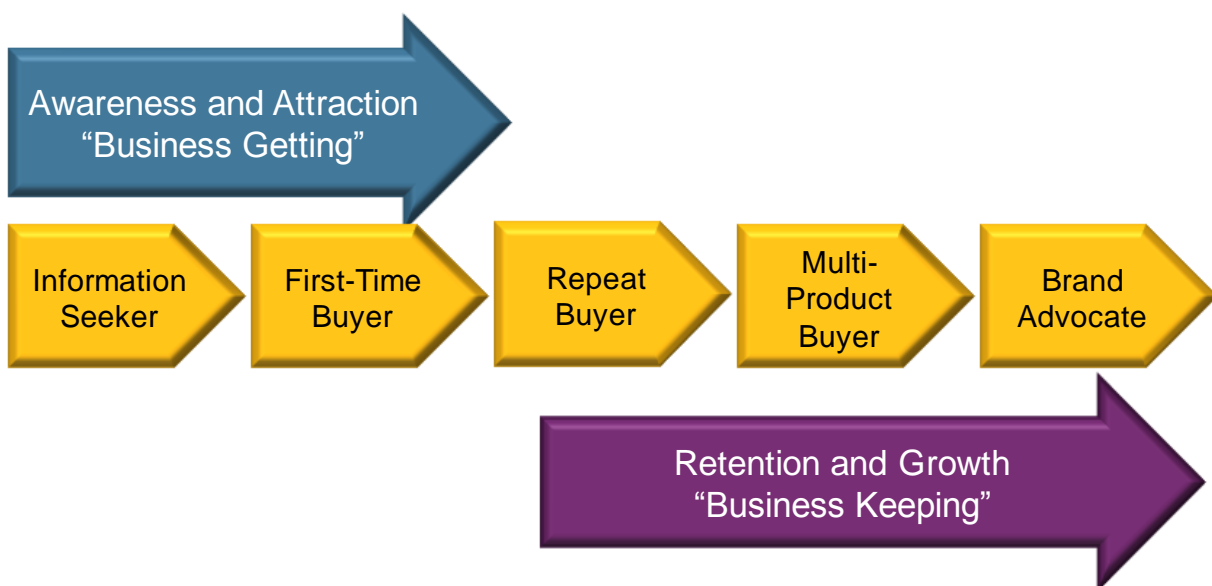 Awareness and Attraction
“Business Getting”
Information
Seeker
First-Time
Buyer
Repeat
Buyer
Multi-
Product
Buyer
Brand
Advocate
Retention and Growth
“Business Keeping”